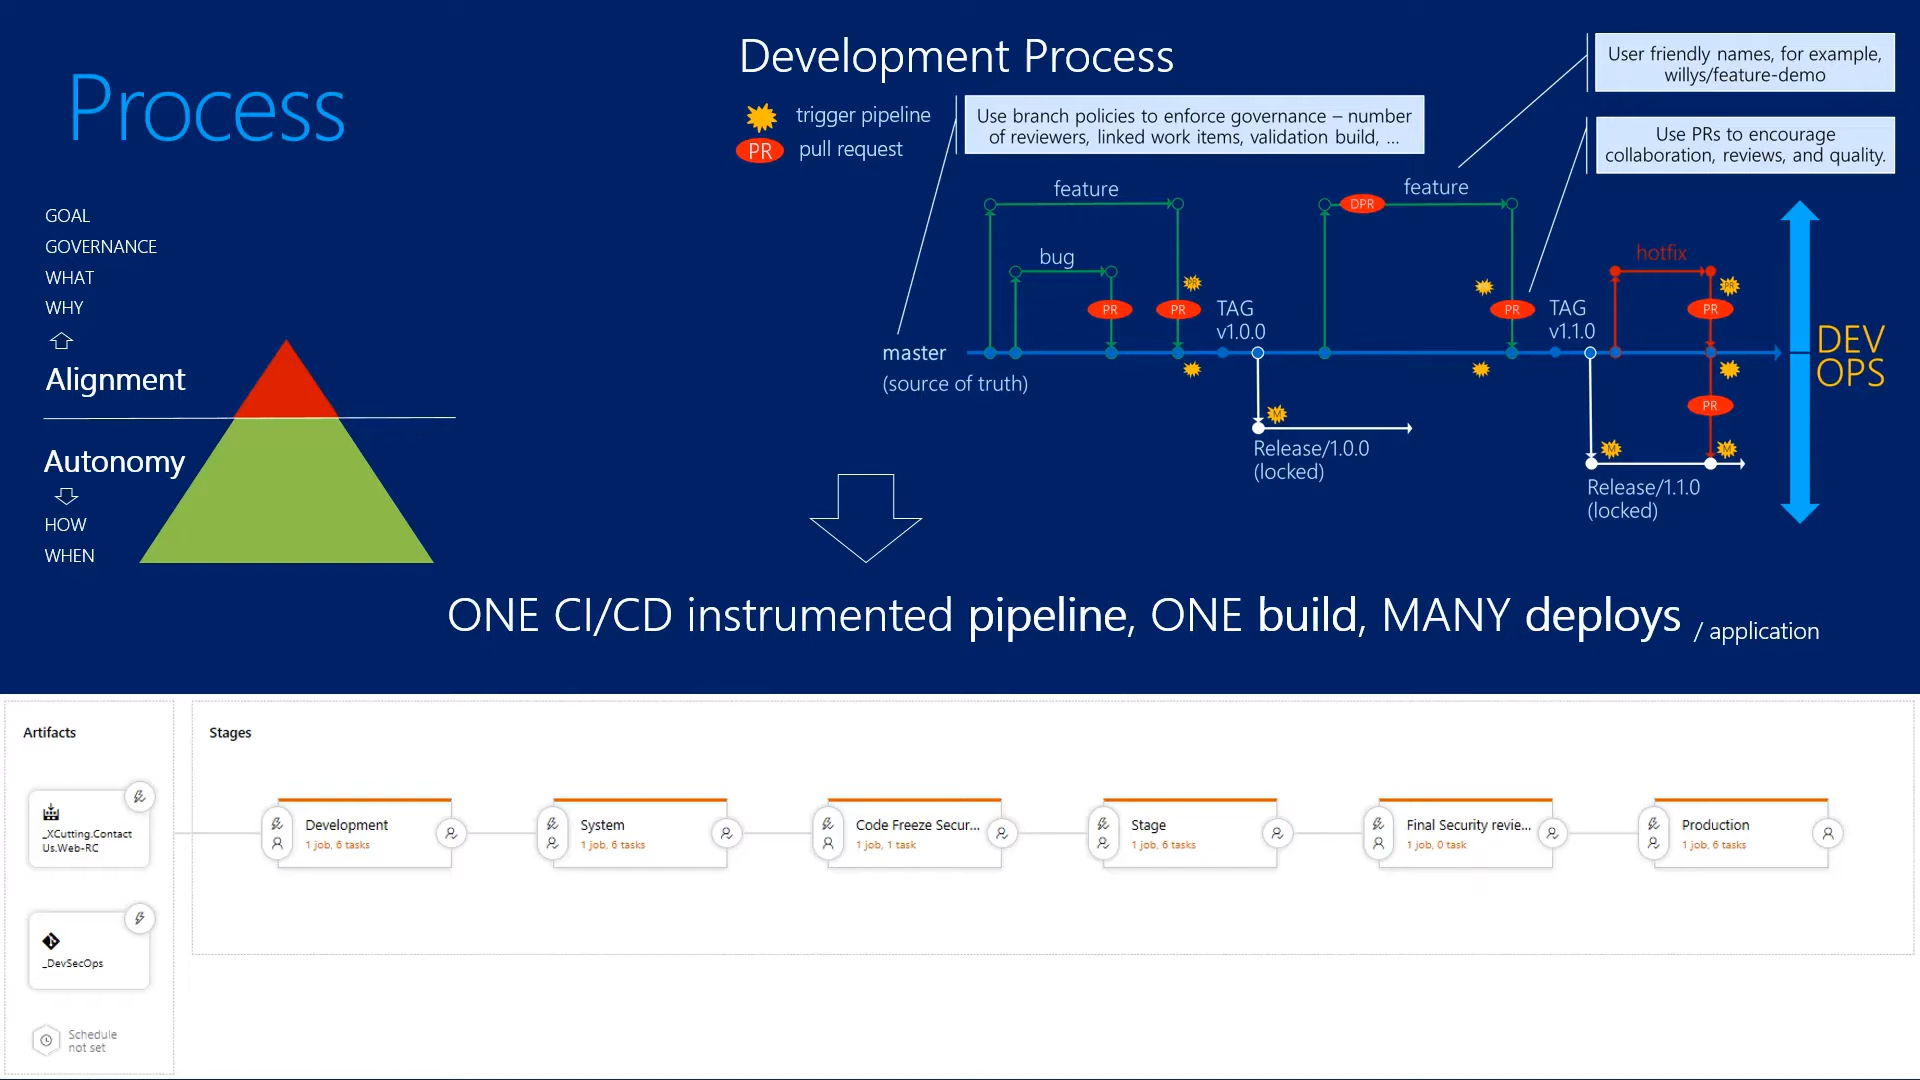 Process
GOAL
GOVERNANCE
WHAT
WHY
Alignment
Autonomy
HOW
WHEN
Development Process
trigger pipeline
PR
pull request
Use branch policies to enforce governance – number
of reviewers, linked work items, validation build, ...
User friendly names, for example,
willys/feature-demo
Use PRs to encourage
collaboration, reviews, and quality.
feature
bug
PR
PR
TAG
v1.0.0
feature
DPR
PR
TAG
v1.1.0
hotfix
PR
PR
master
(source of truth)
M
Release/1.0.0
(locked)
M
M
Release/1.1.0
(locked)
DEV
OPS
ONE CI/CD instrumented pipeline, ONE build, MANY deploys / application
Artifacts
_XCutting.Contact
Us.Web-RC
_DevSecOps
Schedule
not set
Stages
Development
1 job, 6 tasks
System
1 job, 6 tasks
Code Freeze Secur...
1 job, 1 task
Stage
1 job, 6 tasks
Final Security revie...
1 job, 0 task
Production
1 job, 6 tasks